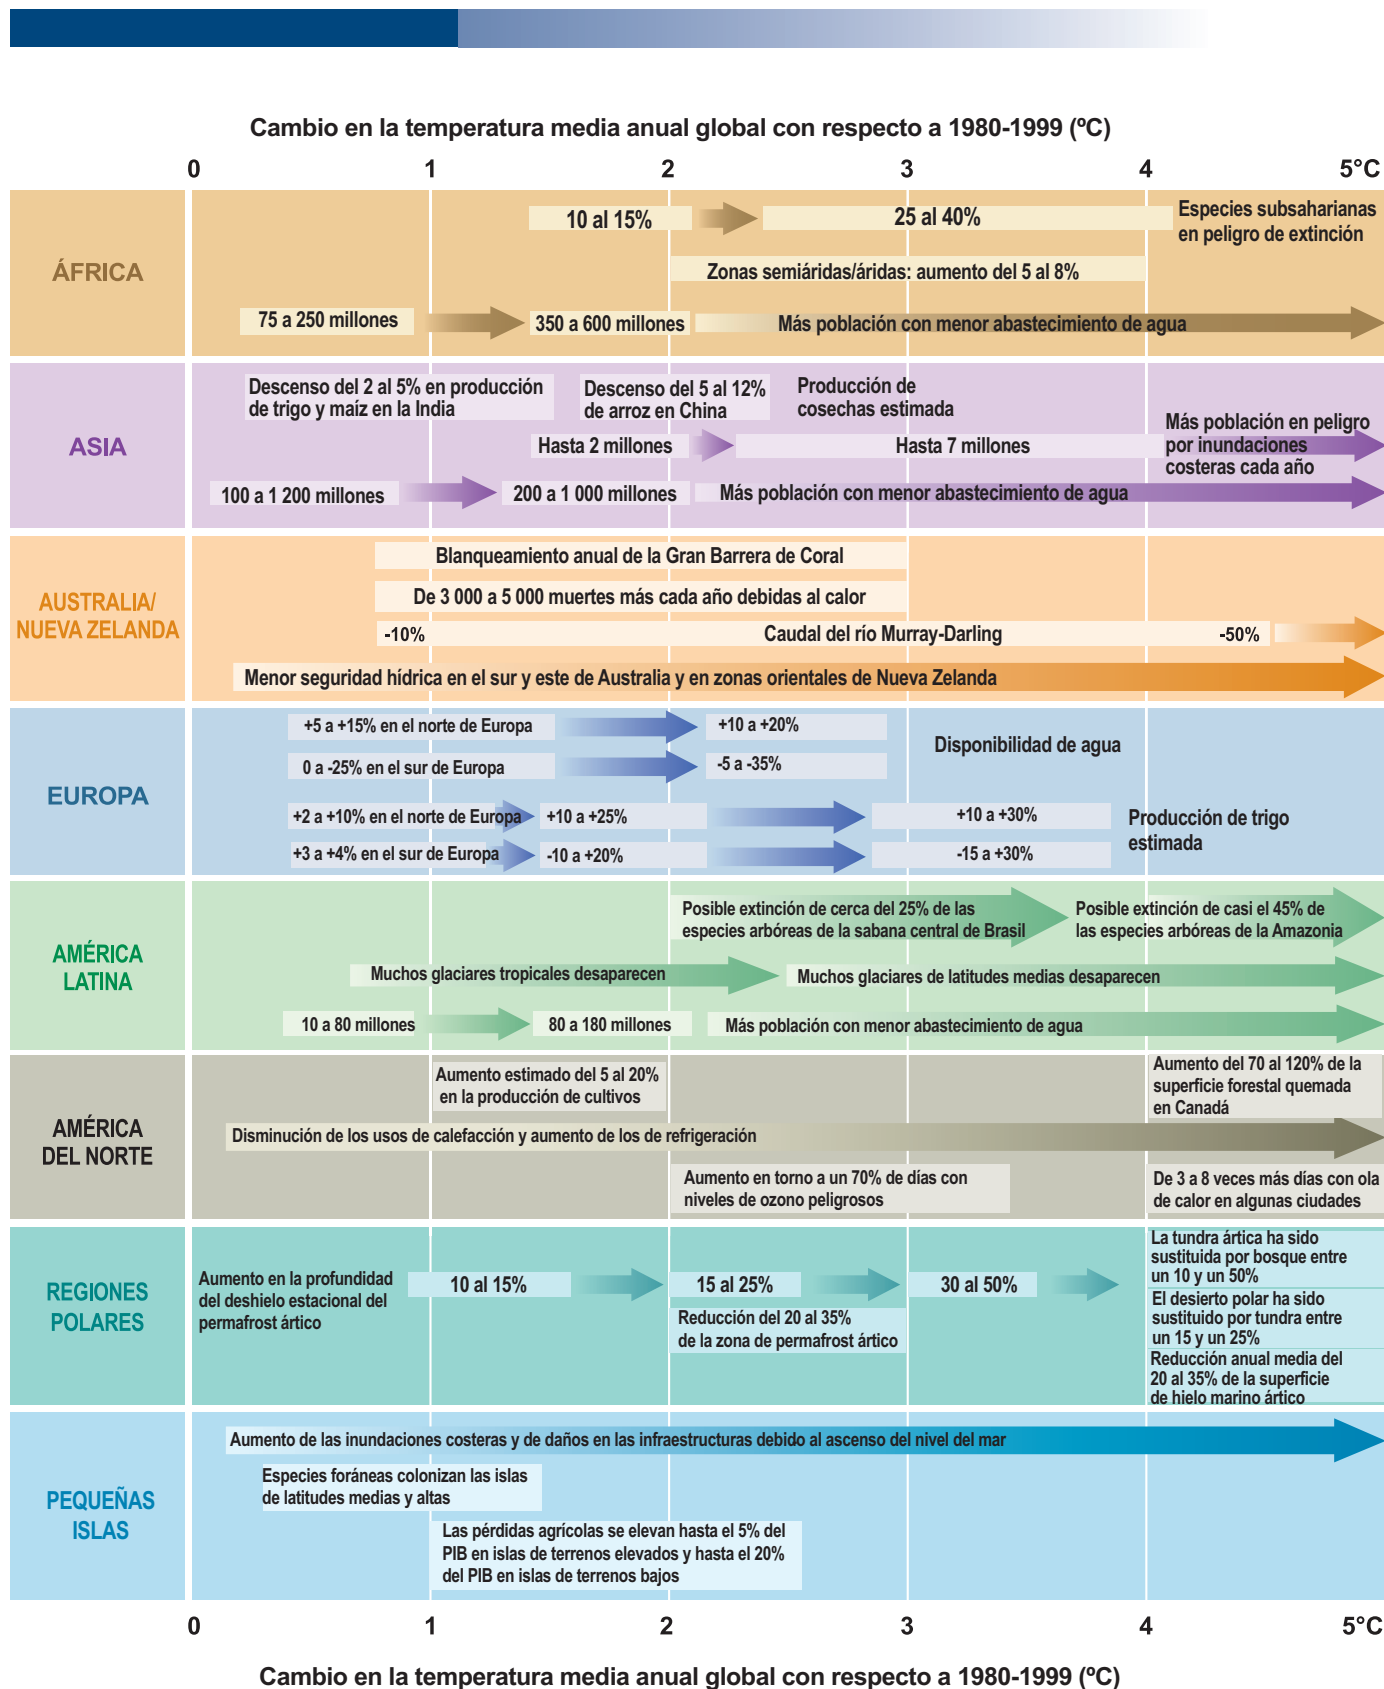 Cambio en la temperatura media anual global con respecto a 1980-1999 (ºC)
0 1 2 3 4 5°C
ÁFRICA
10 al 15%
25 al 40%
Especies subsaharianas
en peligro de extinción
Zonas semiáridas/áridas: aumento del 5 al 8%
75 a 250 millones
350 a 600 millones
Más población con menor abastecimiento de agua
ASIA
Descenso del 2 al 5% en producción
de trigo y maíz en la India
Descenso del 5 al 12%
de arroz en China
Producción de
cosechas estimada
Hasta 2 millones
Hasta 7 millones
Más población en peligro
por inundaciones
costeras cada año
100 a 1 200 millones
200 a 1 000 millones
Más población con menor abastecimiento de agua
AUSTRALIA/
NUEVA ZELANDA
Blanqueamiento anual de la Gran Barrera de Coral
De 3 000 a 5 000 muertes más cada año debidas al calor
-10%
Caudal del río Murray-Darling
-50%
Menor seguridad hídrica en el sur y este de Australia y en zonas orientales de Nueva Zelanda
EUROPA
+5 a +15% en el norte de Europa
+10 a +20%
0 a -25% en el sur de Europa
-5 a -35%
Disponibilidad de agua
+2 a +10% en el norte de Europa
+10 a +25%
+10 a +30%
+3 a +4% en el sur de Europa
-10 a +20%
-15 a +30%
Producción de trigo
estimada
AMÉRICA
LATINA
Posible extinción de cerca del 25% de las
especies arbóreas de la sabana central de Brasil
Posible extinción de casi el 45% de
las especies arbóreas de la Amazonia
Muchos glaciares tropicales desaparecen
Muchos glaciares de latitudes medias desaparecen
10 a 80 millones
80 a 180 millones
Más población con menor abastecimiento de agua
AMÉRICA
DEL NORTE
Aumento estimado del 5 al 20%
en la producción de cultivos
Aumento del 70 al 120% de la
superficie forestal quemada
en Canadá
Disminución de los usos de calefacción y aumento de los de refrigeración
Aumento en torno a un 70% de días con
niveles de ozono peligrosos
De 3 a 8 veces más días con ola
de calor en algunas ciudades
REGIONES
POLARES
Aumento en la profundidad
del deshielo estacional del
permafrost ártico
10 al 15%
15 al 25%
30 al 50%
Reducción del 20 al 35%
de la zona de permafrost ártico
La tundra ártica ha sido
sustituida por bosque entre
un 10 y un 50%
El desierto polar ha sido
sustituido por tundra entre
un 15 y un 25%
Reducción anual media del
20 al 35% de la superficie
de hielo marino ártico
PEQUEÑAS
ISLAS
Aumento de las inundaciones costeras y de daños en las infraestructuras debido al ascenso del nivel del mar
Especies foráneas colonizan las islas
de latitudes medias y altas
Las pérdidas agrícolas se elevan hasta el 5% del
PIB en islas de terrenos elevados y hasta el 20%
del PIB en islas de terrenos bajos
0 1 2 3 4 5°C
Cambio en la temperatura media anual global con respecto a 1980-1999 (ºC)